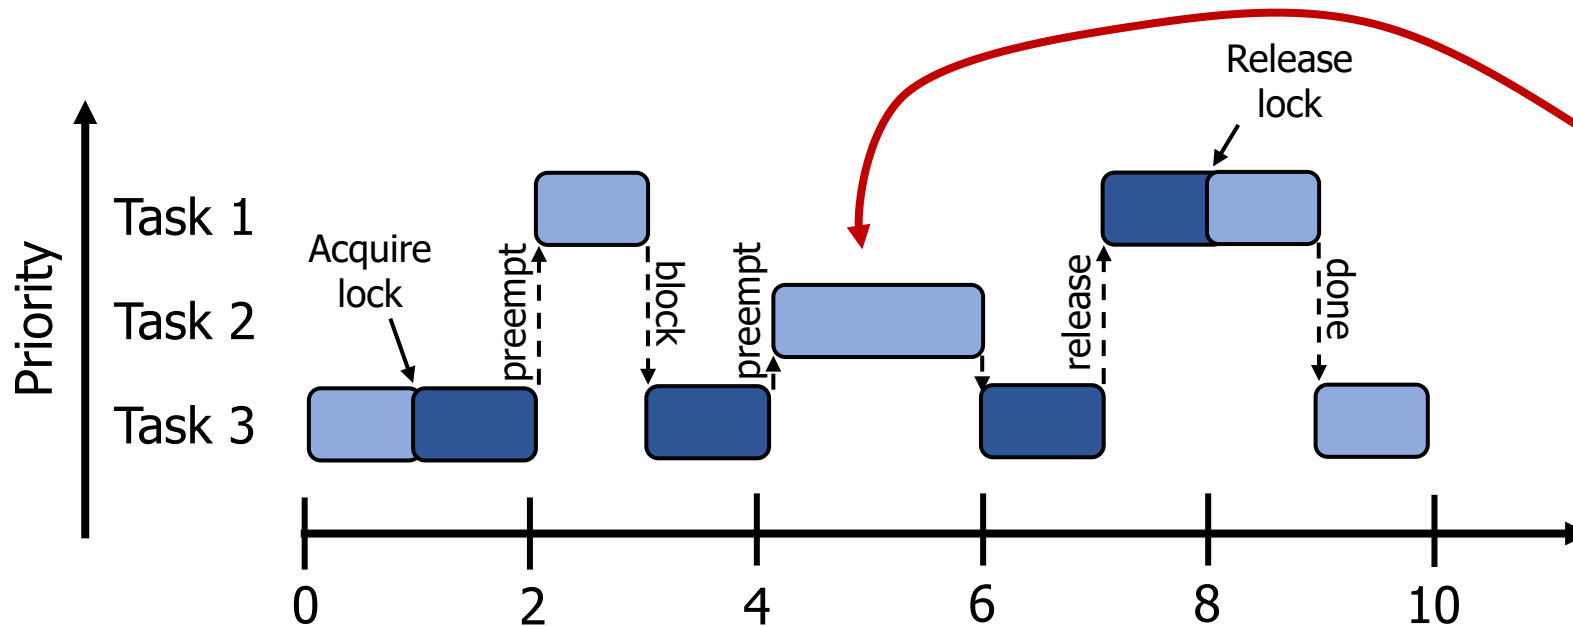 Release
lock
Priority
Task 1
Acquire
lock
preempt
block
preempt
release
done
Task 2
Task 3
0
2
4
6
8
10